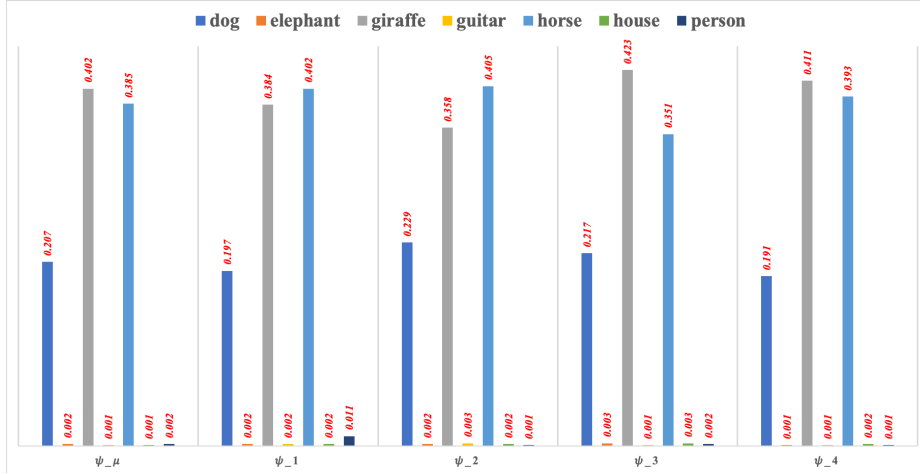 dog elephant giraffe guitar horse house person
0.207 0.002 0.402 0.001 0.385 0.001 0.002
0.197 0.002 0.384 0.002 0.402 0.002 0.011
0.229 0.002 0.358 0.003 0.405 0.002 0.001
0.217 0.003 0.423 0.001 0.351 0.003 0.002
0.191 0.001 0.411 0.001 0.393 0.002 0.001
ψ_μ ψ_1 ψ_2 ψ_3 ψ_4